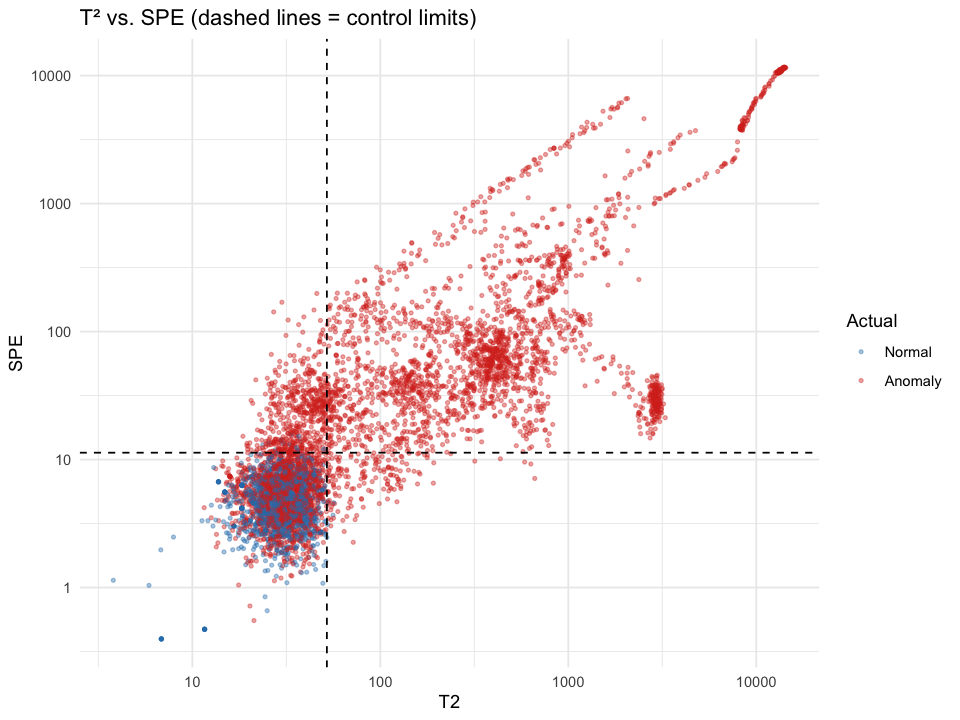 T² vs. SPE (dashed lines = control limits)
10000
1000
100
10
1
SPE
10
100
1000
10000
T2
Actual
Normal
Anomaly